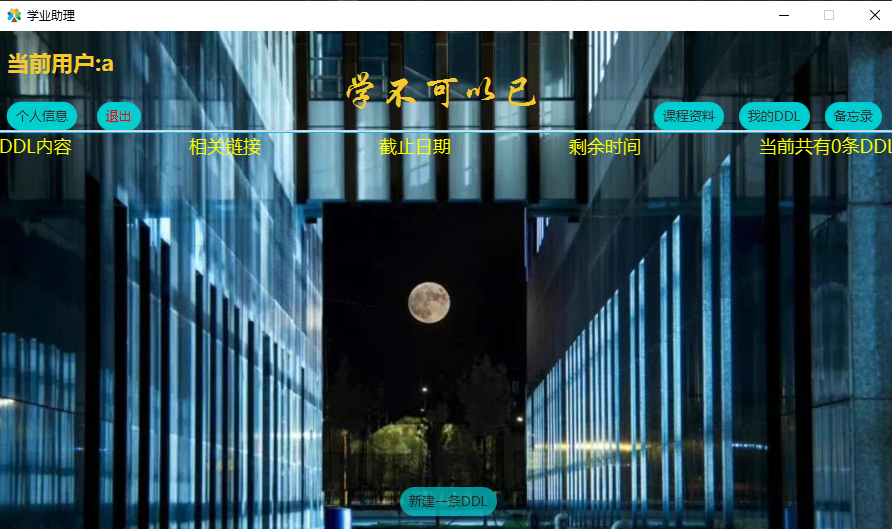 学业助理
当前用户:a
学不可以已
个人信息 退出 课程资料 我的DDL 备忘录
DDL内容 相关链接 截止日期 剩余时间 当前共有0条DDL
新建一条DDL